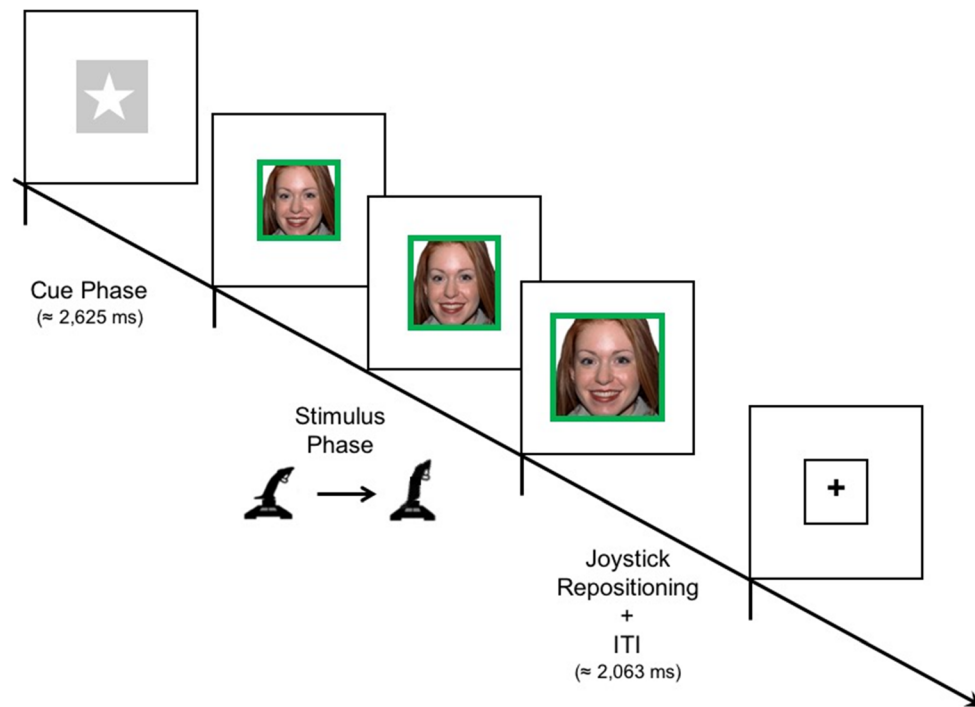 Cue Phase
(≈ 2,625 ms)
Stimulus
Phase
Joystick
Repositioning
+
ITI
(≈ 2,063 ms)
+